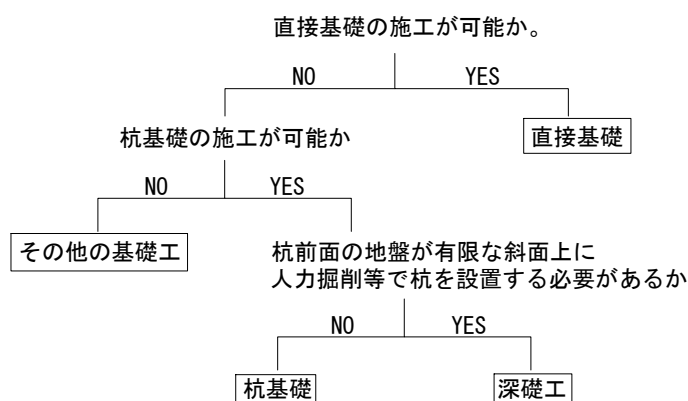 直接基礎の施工が可能か。
NO
YES
杭基礎の施工が可能か
直接基礎
NO
YES
その他の基礎工
杭前面の地盤が有限な斜面上に
人力掘削等で杭を設置する必要があるか
NO
YES
杭基礎
深礎工